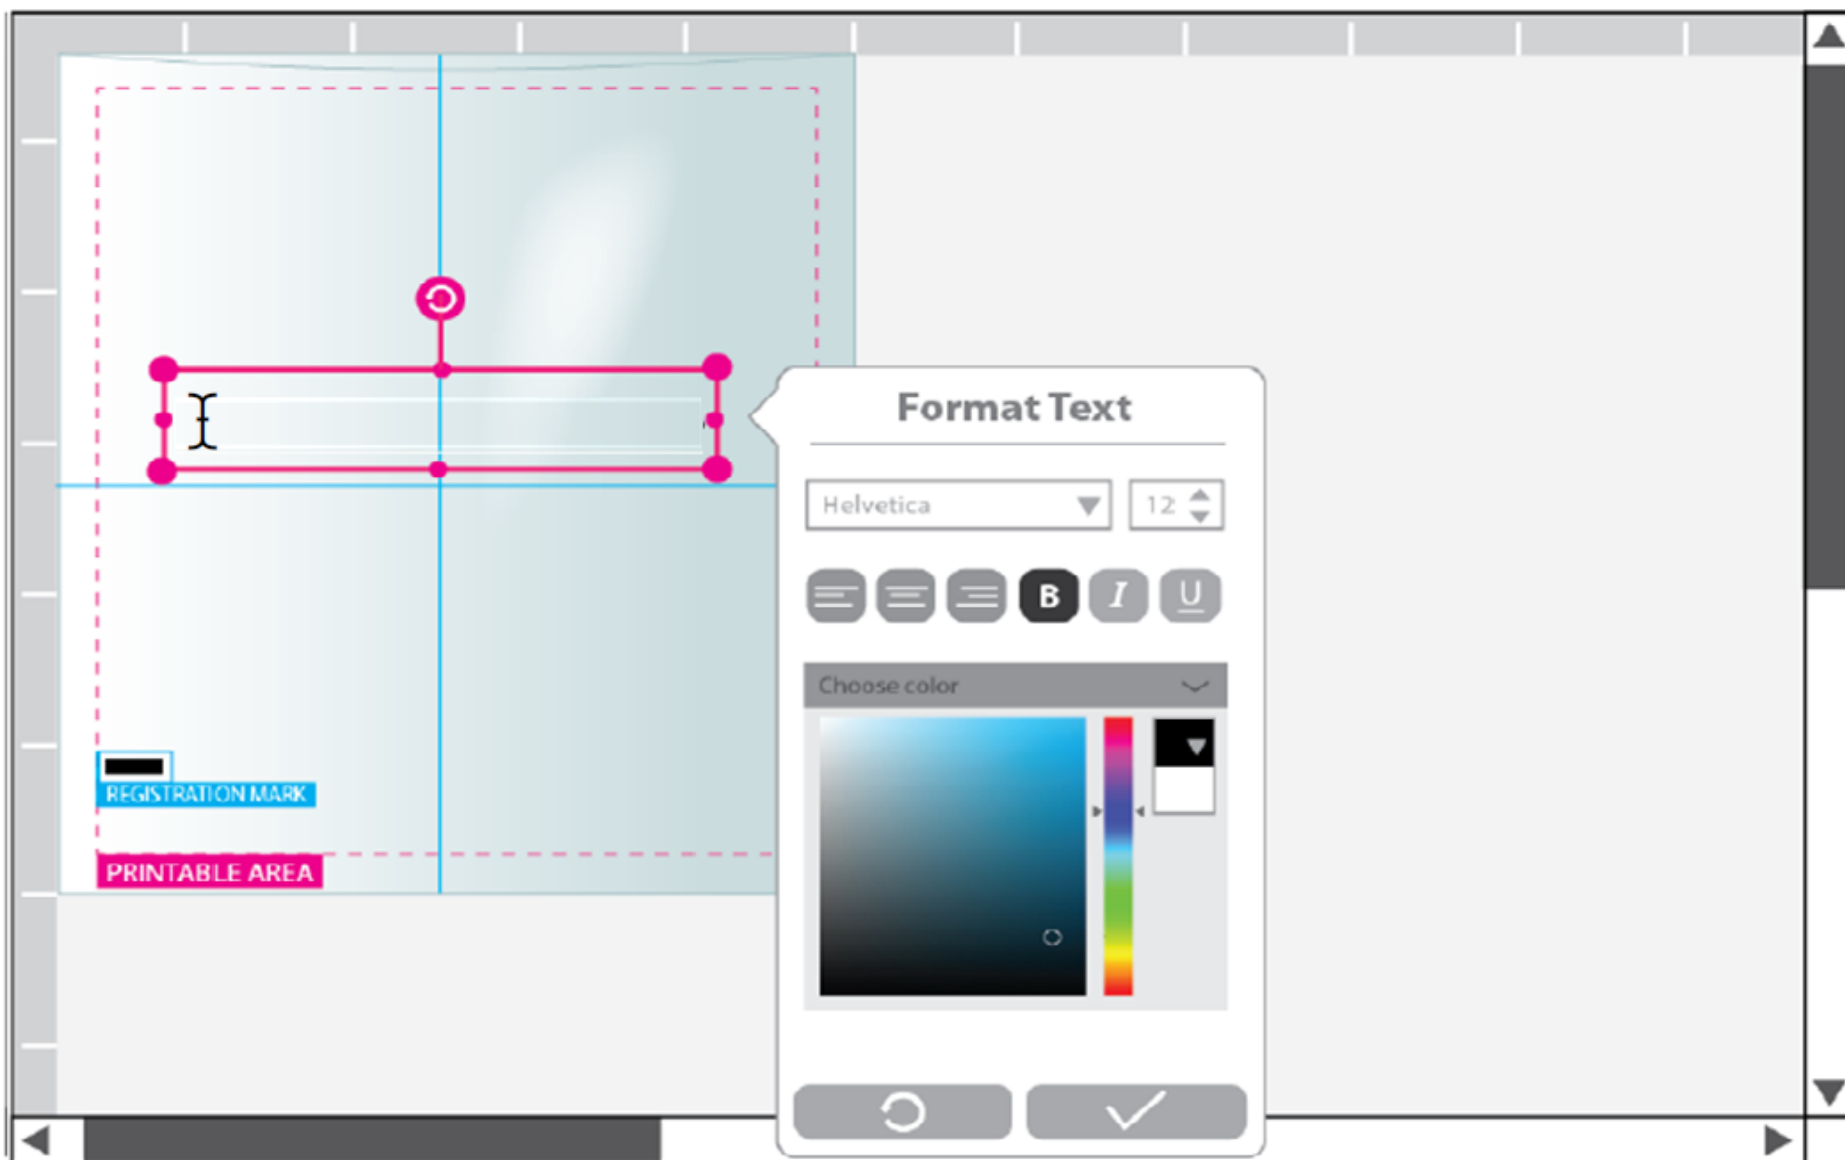 Format Text
Helvetica 12
B I U
Choose color
REGISTRATION MARK
PRINTABLE AREA